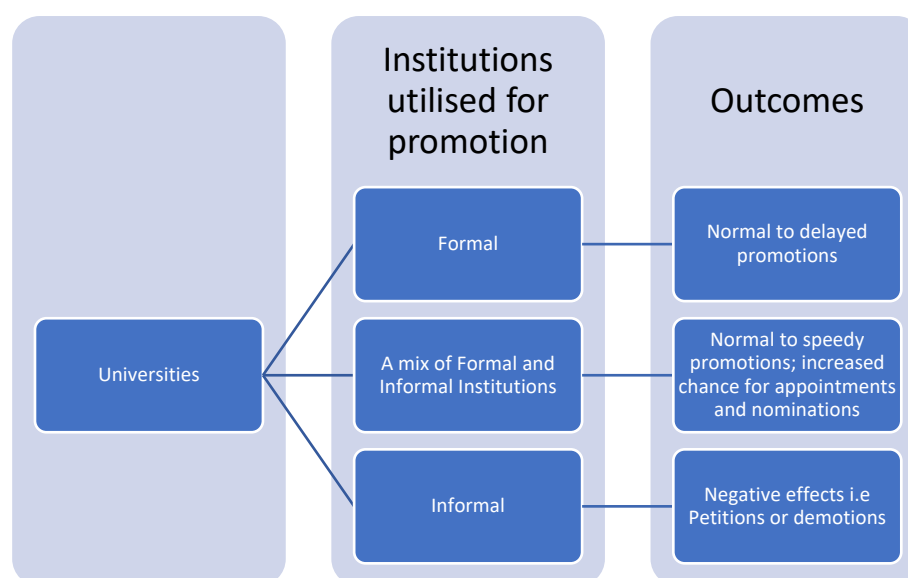 Institutions
utilised for
promotion
Outcomes
Universities
Formal
Normal to delayed
promotions
A mix of Formal and
Informal Institutions
Normal to speedy
promotions; increased
chance for appointments
and nominations
Informal
Negative effects i.e
Petitions or demotions